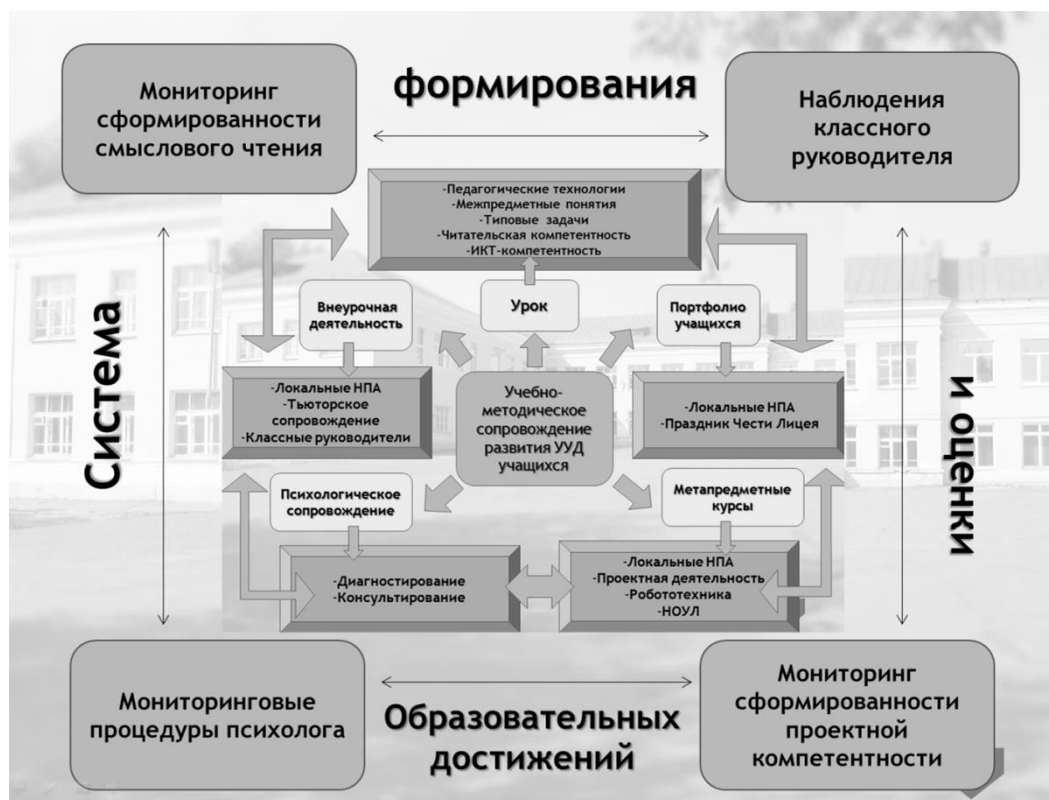 Мониторинг
сформированности
смыслового чтения
формирования
Наблюдения
классного
руководителя
-Педагогические технологии
-Межпредметные понятия
-Типовые задачи
-Читательская компетентность
-ИКТ-компетентность
Система
и оценки
Внеурочная
деятельность
Урок
Портфолио
учащихся
-Локальные НПА
-Тьюторское
сопровождение
-Классные руководители
Учебно-
методическое
сопровождение
развития УУД
учащихся
-Локальные НПА
-Праздник Чести Лицея
Психологическое
сопровождение
Метапредметные
курсы
-Диагностирование
-Консультирование
-Локальные НПА
-Проектная деятельность
-Робототехника
-НОУЛ
Мониторинговые
процедуры психолога
Образовательных
достижений
Мониторинг
сформированности
проектной
компетентности